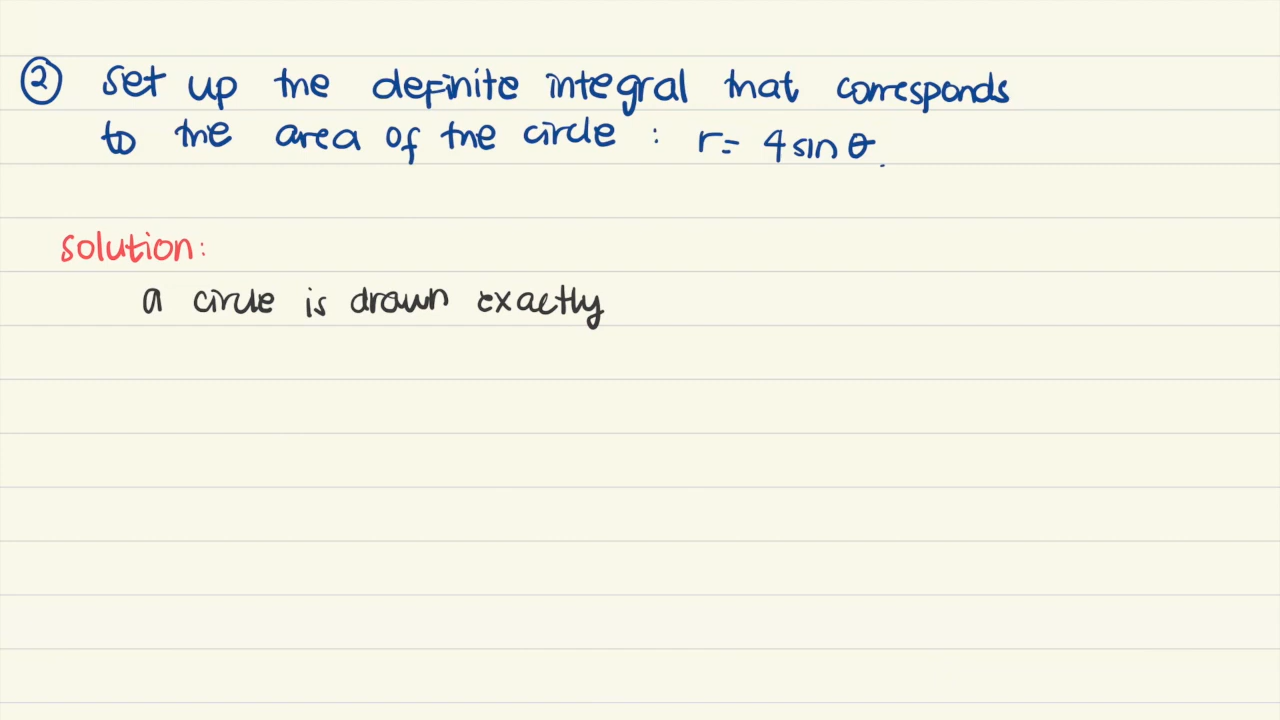 ② Set up the definite integral that corresponds
to the area of the circle : r = 4 sin θ.
Solution:
a circle is drawn exactly